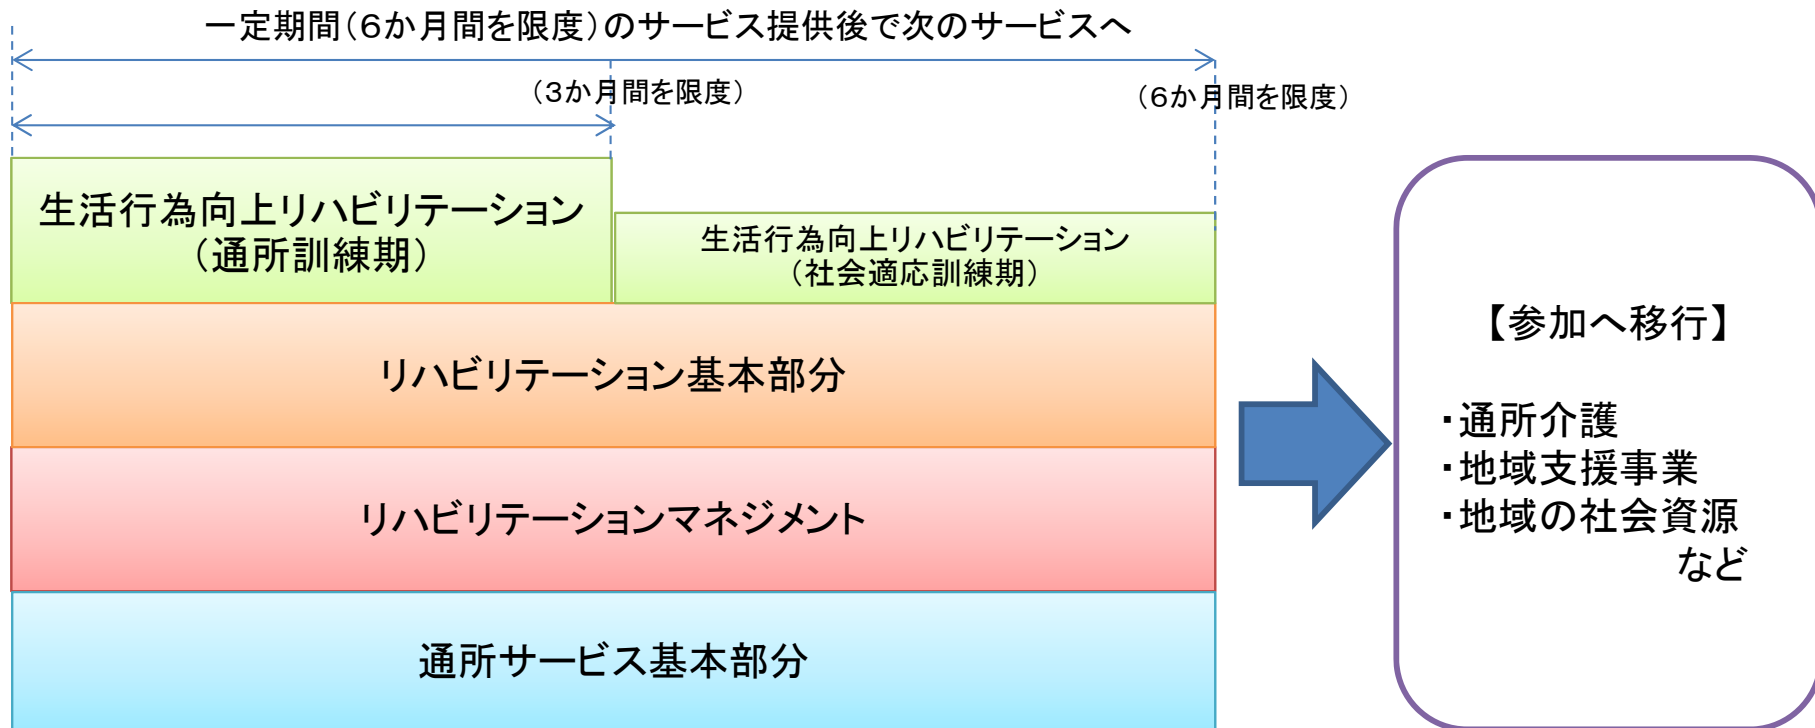 一定期間（６か月間を限度）のサービス提供後で次のサービスへ
（３か月間を限度）
（６か月間を限度）
生活行為向上リハビリテーション
（通所訓練期）
生活行為向上リハビリテーション
（社会適応訓練期）
リハビリテーション基本部分
リハビリテーションマネジメント
通所サービス基本部分
【参加へ移行】
・通所介護
・地域支援事業
・地域の社会資源
など